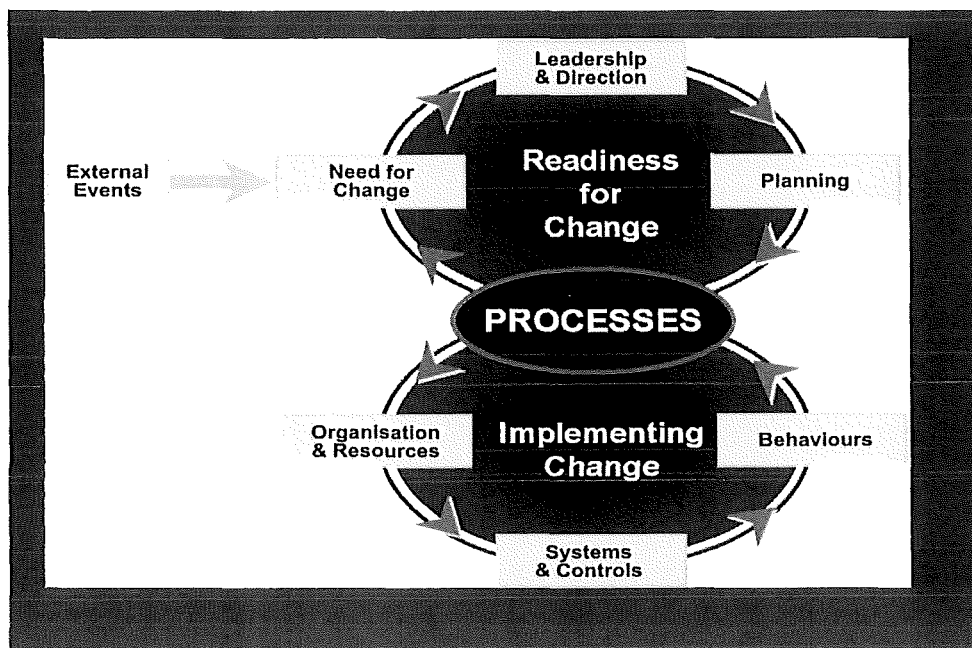 Leadership
& Direction
External
Events
Need for
Change
Readiness
for
Change
Planning
PROCESSES
Organisation
& Resources
Implementing
Change
Behaviours
Systems
& Controls